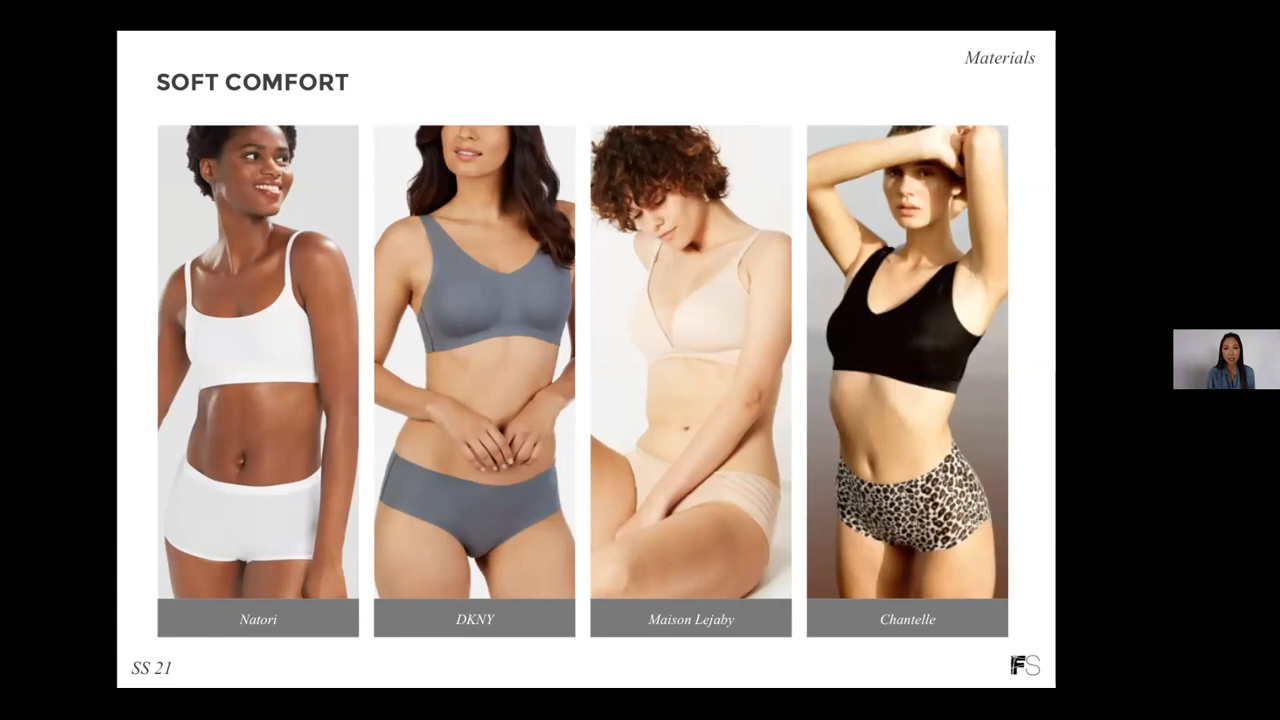 Materials
SOFT COMFORT
Natori
DKNY
Maison Lejaby
Chantelle
SS 21
FS